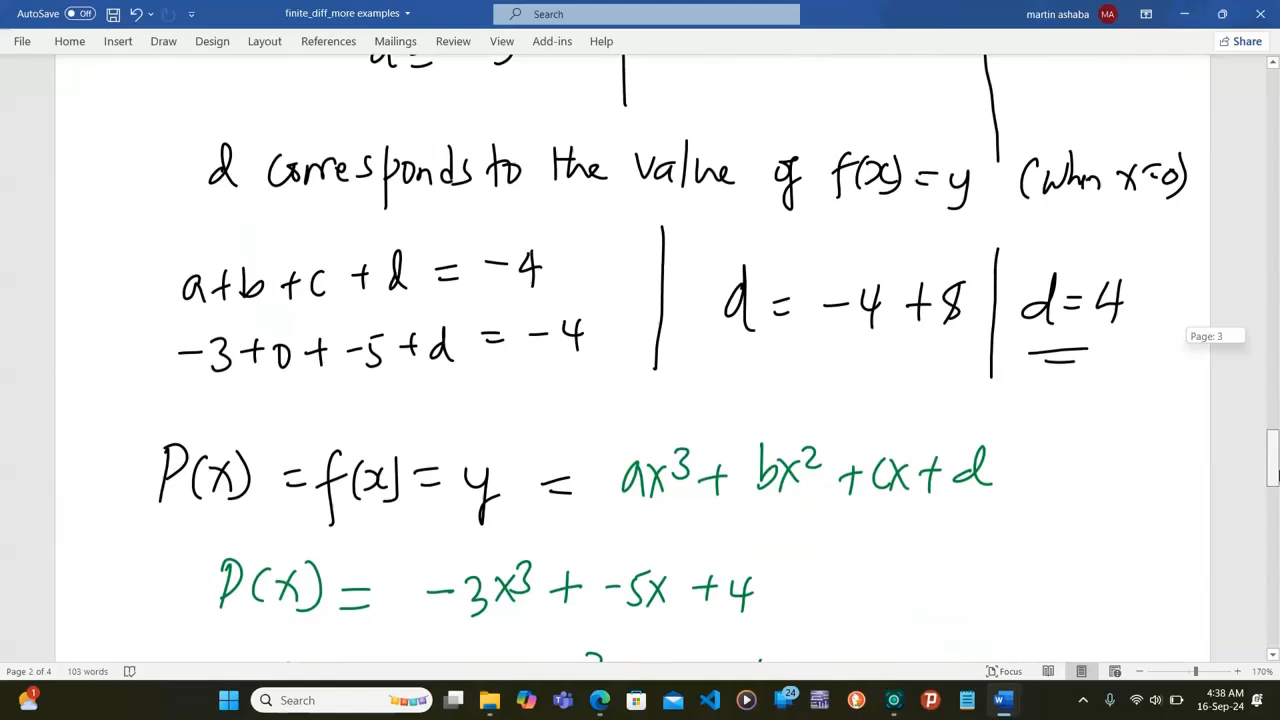 AutoSave Off finite_diff_more examples Search martin ashaba MA
File Home Insert Draw Design Layout References Mailings Review View Add-ins Help Share
d corresponds to the value of f(x) = y (when x=0)
a+b+c+d = -4
-3+0+-5+d = -4
d = -4+8
d=4
Page: 3
P(x) = f(x) = y = ax³ + bx² + cx + d
P(x) = -3x³ + -5x + 4
Page 2 of 4 103 words Focus 170%
1 Search 24 4:38 AM
16-Sep-24